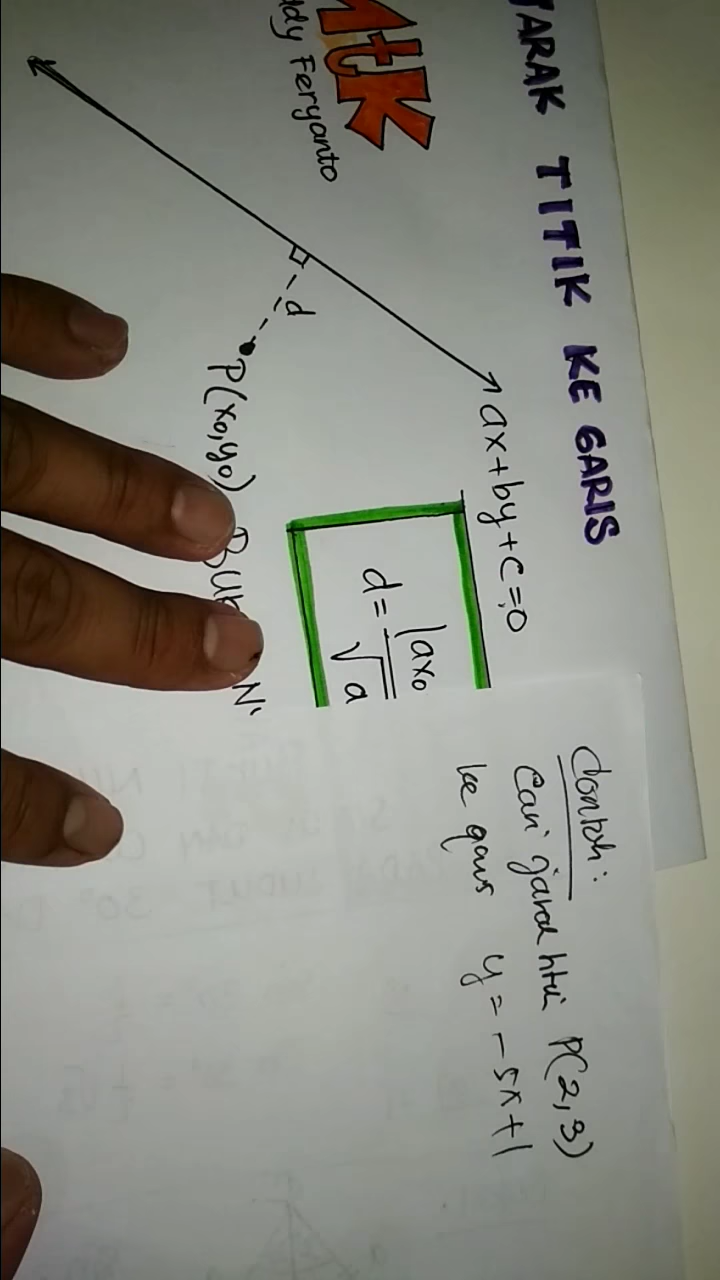 JARAK TITIK KE GARIS
Mtk
dy Feryanto
ax+by+c=0
d
P(x₀,y₀)
d = |ax₀
√a
Contoh:
Cari jarak titik P(2,3)
ke garis y = -5x+1